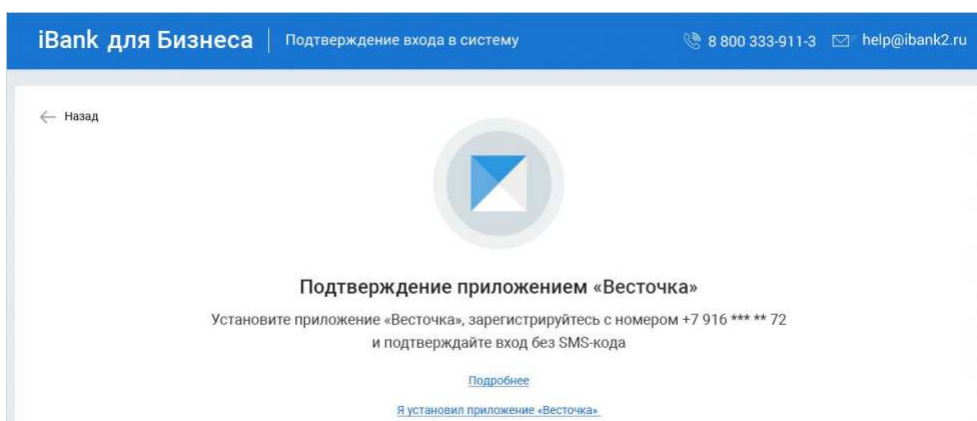 iBank для Бизнеса | Подтверждение входа в систему 8 800 333-911-3 help@ibank2.ru
Назад
Подтверждение приложением «Весточка»
Установите приложение «Весточка», зарегистрируйтесь с номером +7 916 *** ** 72
и подтверждайте вход без SMS-кода
Подробнее
Я установил приложение «Весточка»